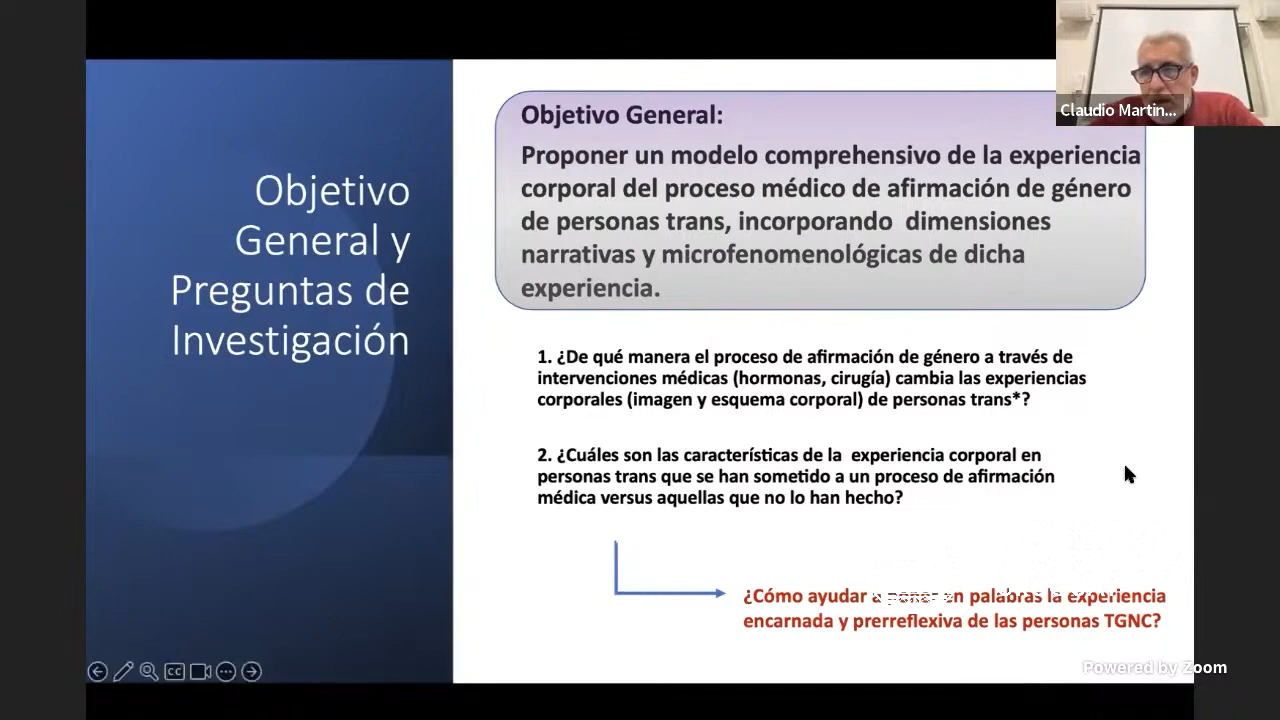 Objetivo
General y
Preguntas de
Investigación
Objetivo General:
Proponer un modelo comprehensivo de la experiencia
corporal del proceso médico de afirmación de género
de personas trans, incorporando dimensiones
narrativas y microfenomenológicas de dicha
experiencia.
1. ¿De qué manera el proceso de afirmación de género a través de
intervenciones médicas (hormonas, cirugía) cambia las experiencias
corporales (imagen y esquema corporal) de personas trans*?
2. ¿Cuáles son las características de la experiencia corporal en
personas trans que se han sometido a un proceso de afirmación
médica versus aquellas que no lo han hecho?
¿Cómo ayudar en palabras la experiencia
encarnada y prerreflexiva de las personas TGNC?
Claudio Martin...
CC
Powered by Zoom